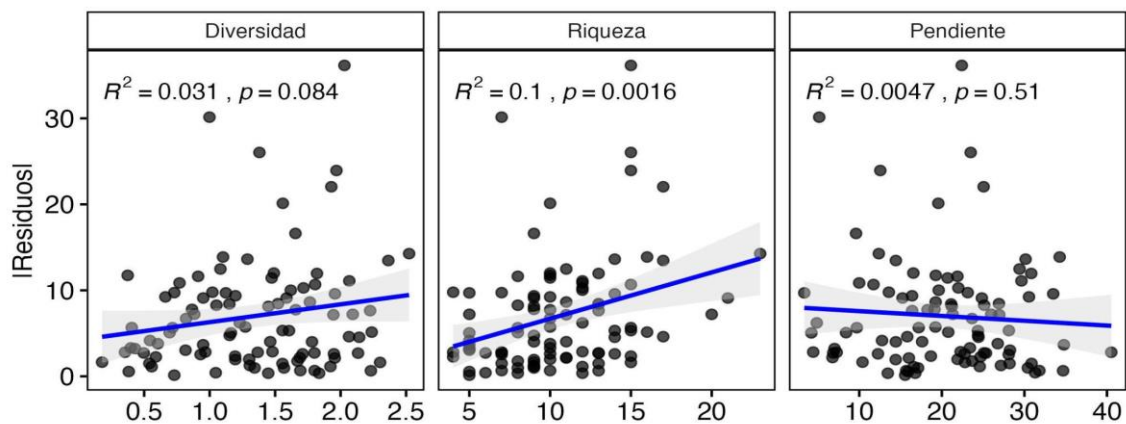 Diversidad
Riqueza
Pendiente
R² = 0.031 , p = 0.084
R² = 0.1 , p = 0.0016
R² = 0.0047 , p = 0.51
|Residuos|
30
20
10
0
0.5 1.0 1.5 2.0 2.5
5 10 15 20
10 20 30 40